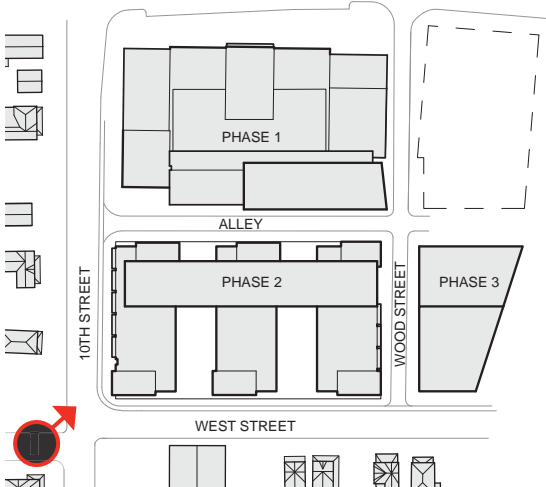 PHASE 1
ALLEY
PHASE 2
PHASE 3
10TH STREET
WOOD STREET
WEST STREET